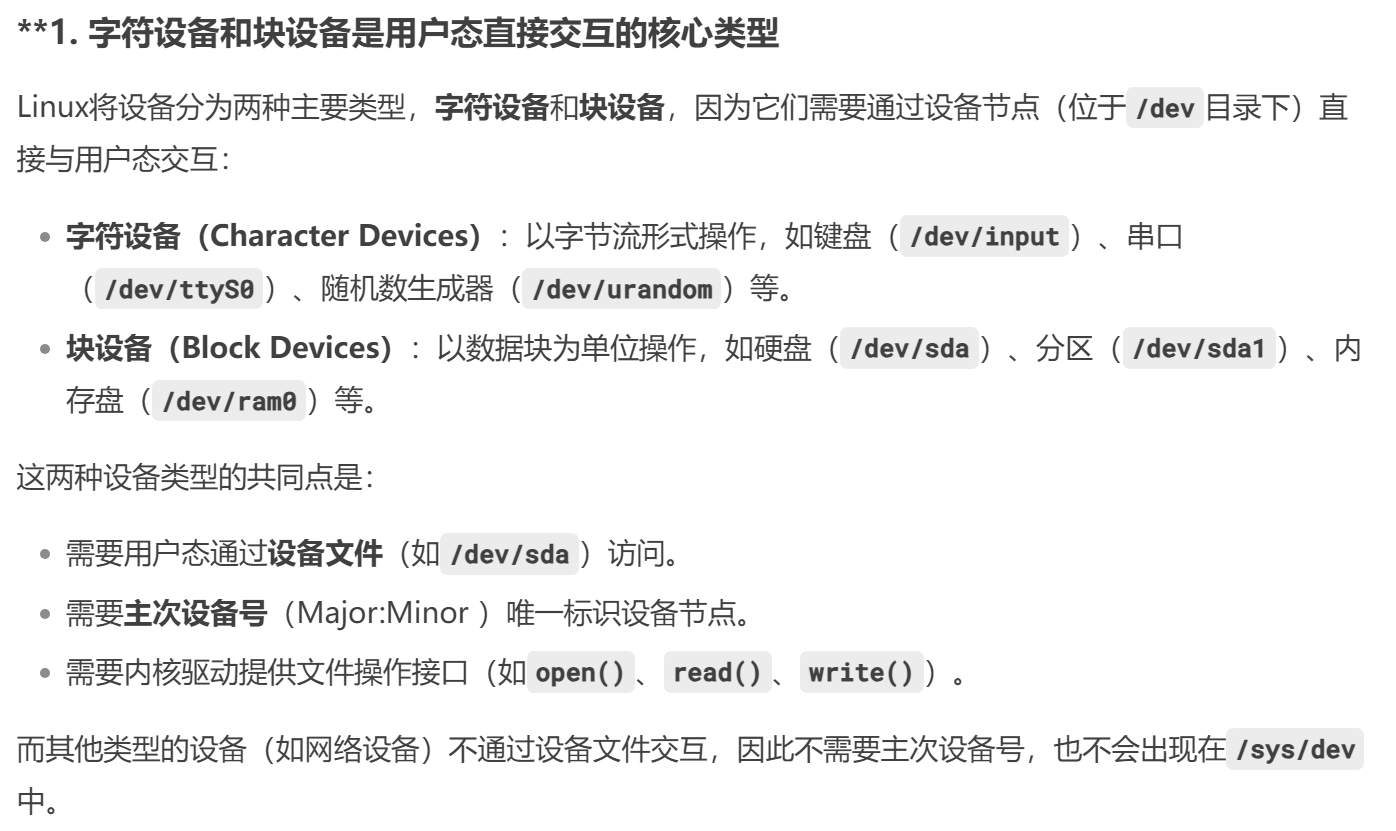 **1. 字符设备和块设备是用户态直接交互的核心类型
Linux将设备分为两种主要类型，字符设备和块设备，因为它们需要通过设备节点（位于 /dev 目录下）直
接与用户态交互：
字符设备（Character Devices）：以字节流形式操作，如键盘（ /dev/input ）、串口
（ /dev/ttyS0 ）、随机数生成器（ /dev/urandom ）等。
块设备（Block Devices）：以数据块为单位操作，如硬盘（ /dev/sda ）、分区（ /dev/sda1 ）、内
存盘（ /dev/ram0 ）等。
这两种设备类型的共同点是：
需要用户态通过设备文件（如 /dev/sda ）访问。
需要主次设备号（Major:Minor ）唯一标识设备节点。
需要内核驱动提供文件操作接口（如 open() 、 read() 、 write() ）。
而其他类型的设备（如网络设备）不通过设备文件交互，因此不需要主次设备号，也不会出现在 /sys/dev
中。